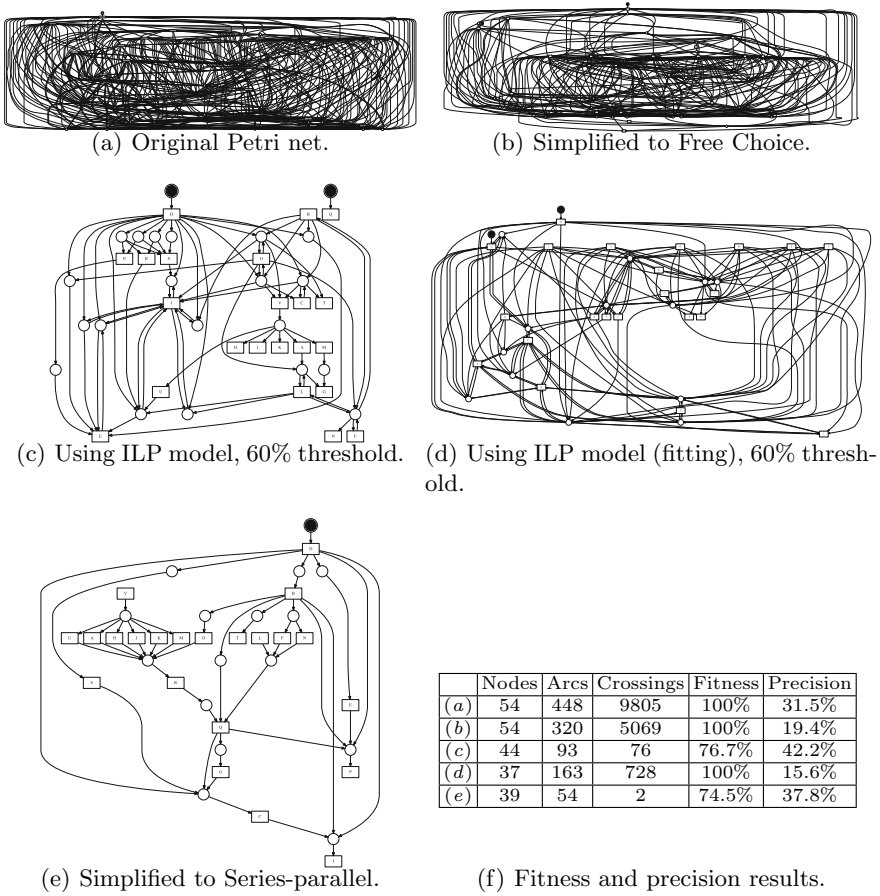 (a) Original Petri net.
(b) Simplified to Free Choice.
(c) Using ILP model, 60% threshold.
(d) Using ILP model (fitting), 60% thresh-
old.
(e) Simplified to Series-parallel.
Nodes Arcs Crossings Fitness Precision
(a) 54 448 9805 100% 31.5%
(b) 54 320 5069 100% 19.4%
(c) 44 93 76 76.7% 42.2%
(d) 37 163 728 100% 15.6%
(e) 39 54 2 74.5% 37.8%
(f) Fitness and precision results.